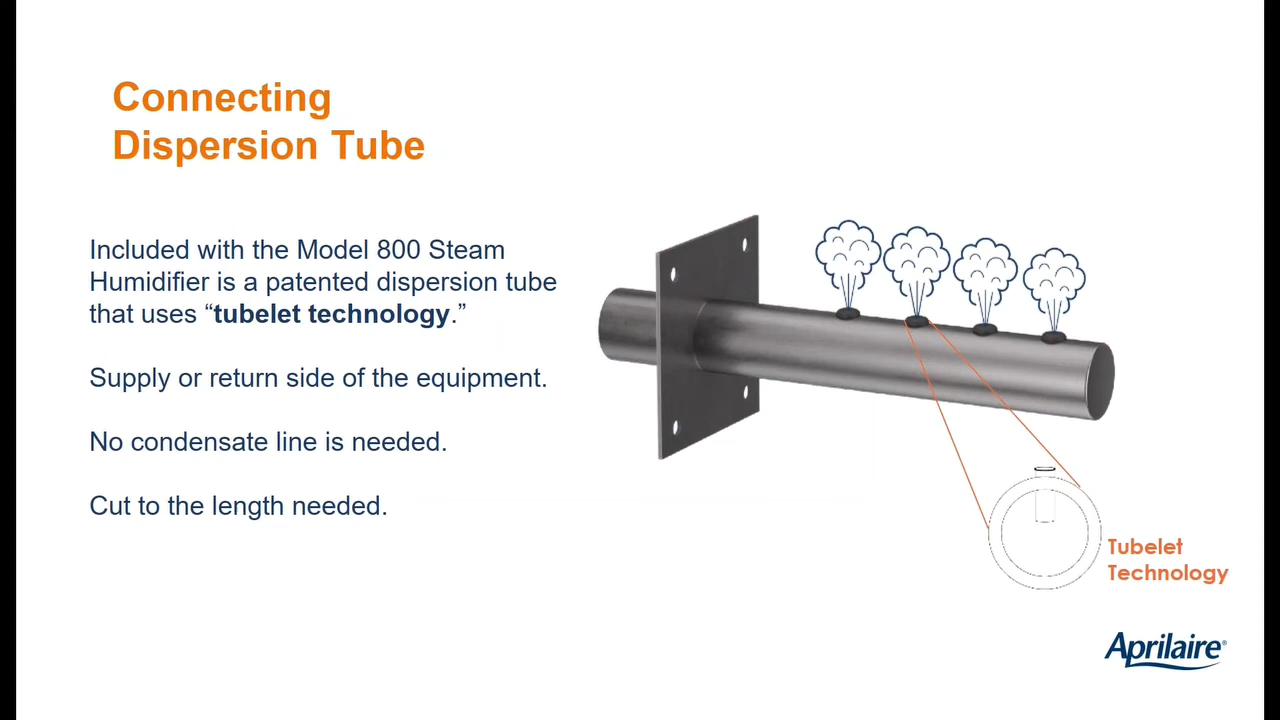 Connecting
Dispersion Tube
Included with the Model 800 Steam
Humidifier is a patented dispersion tube
that uses “tubelet technology.”
Supply or return side of the equipment.
No condensate line is needed.
Cut to the length needed.
Tubelet
Technology
Aprilaire®